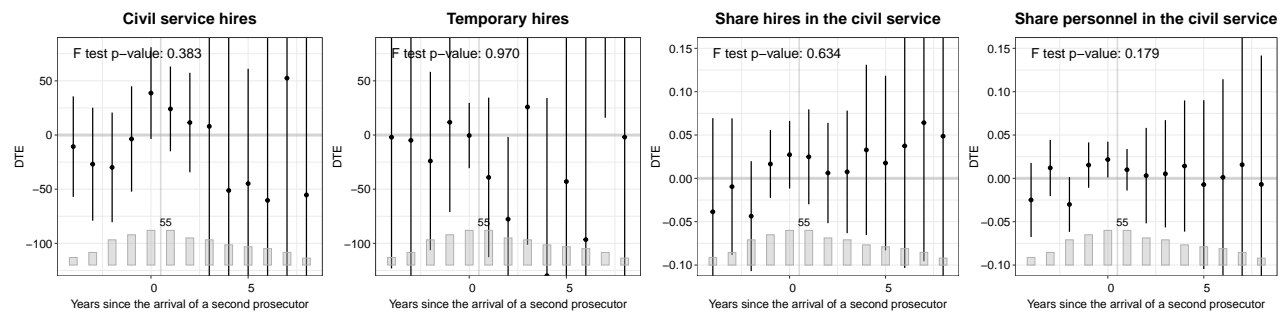 Civil service hires
F test p−value: 0.383
50
0
−50
−100
DTE
55
0
5
Years since the arrival of a second prosecutor
Temporary hires
F test p−value: 0.970
50
0
−50
−100
DTE
55
0
5
Years since the arrival of a second prosecutor
Share hires in the civil service
F test p−value: 0.634
0.15
0.10
0.05
0.00
−0.05
−0.10
DTE
55
0
5
Years since the arrival of a second prosecutor
Share personnel in the civil service
F test p−value: 0.179
0.15
0.10
0.05
0.00
−0.05
−0.10
DTE
55
0
5
Years since the arrival of a second prosecutor